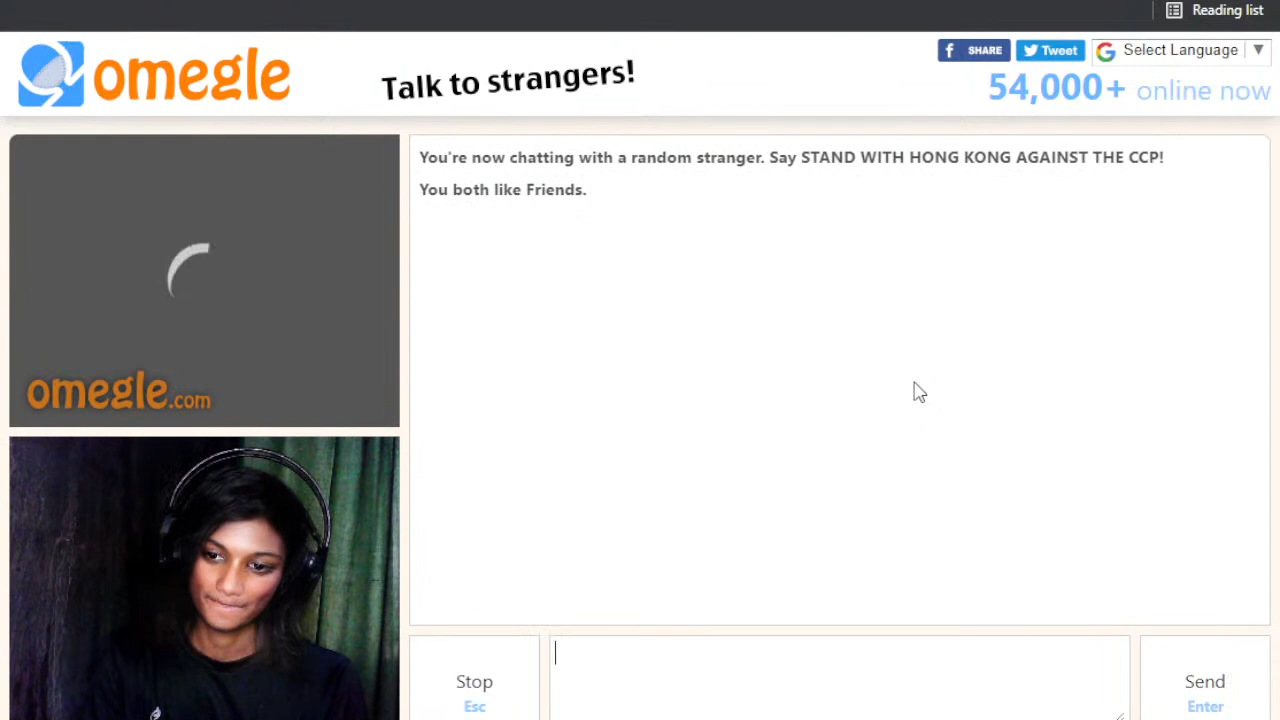 Reading list
omegle
Talk to strangers!
SHARE
Tweet
Select Language
54,000+ online now
You're now chatting with a random stranger. Say STAND WITH HONG KONG AGAINST THE CCP!
You both like Friends.
omegle.com
Stop
Esc
Send
Enter